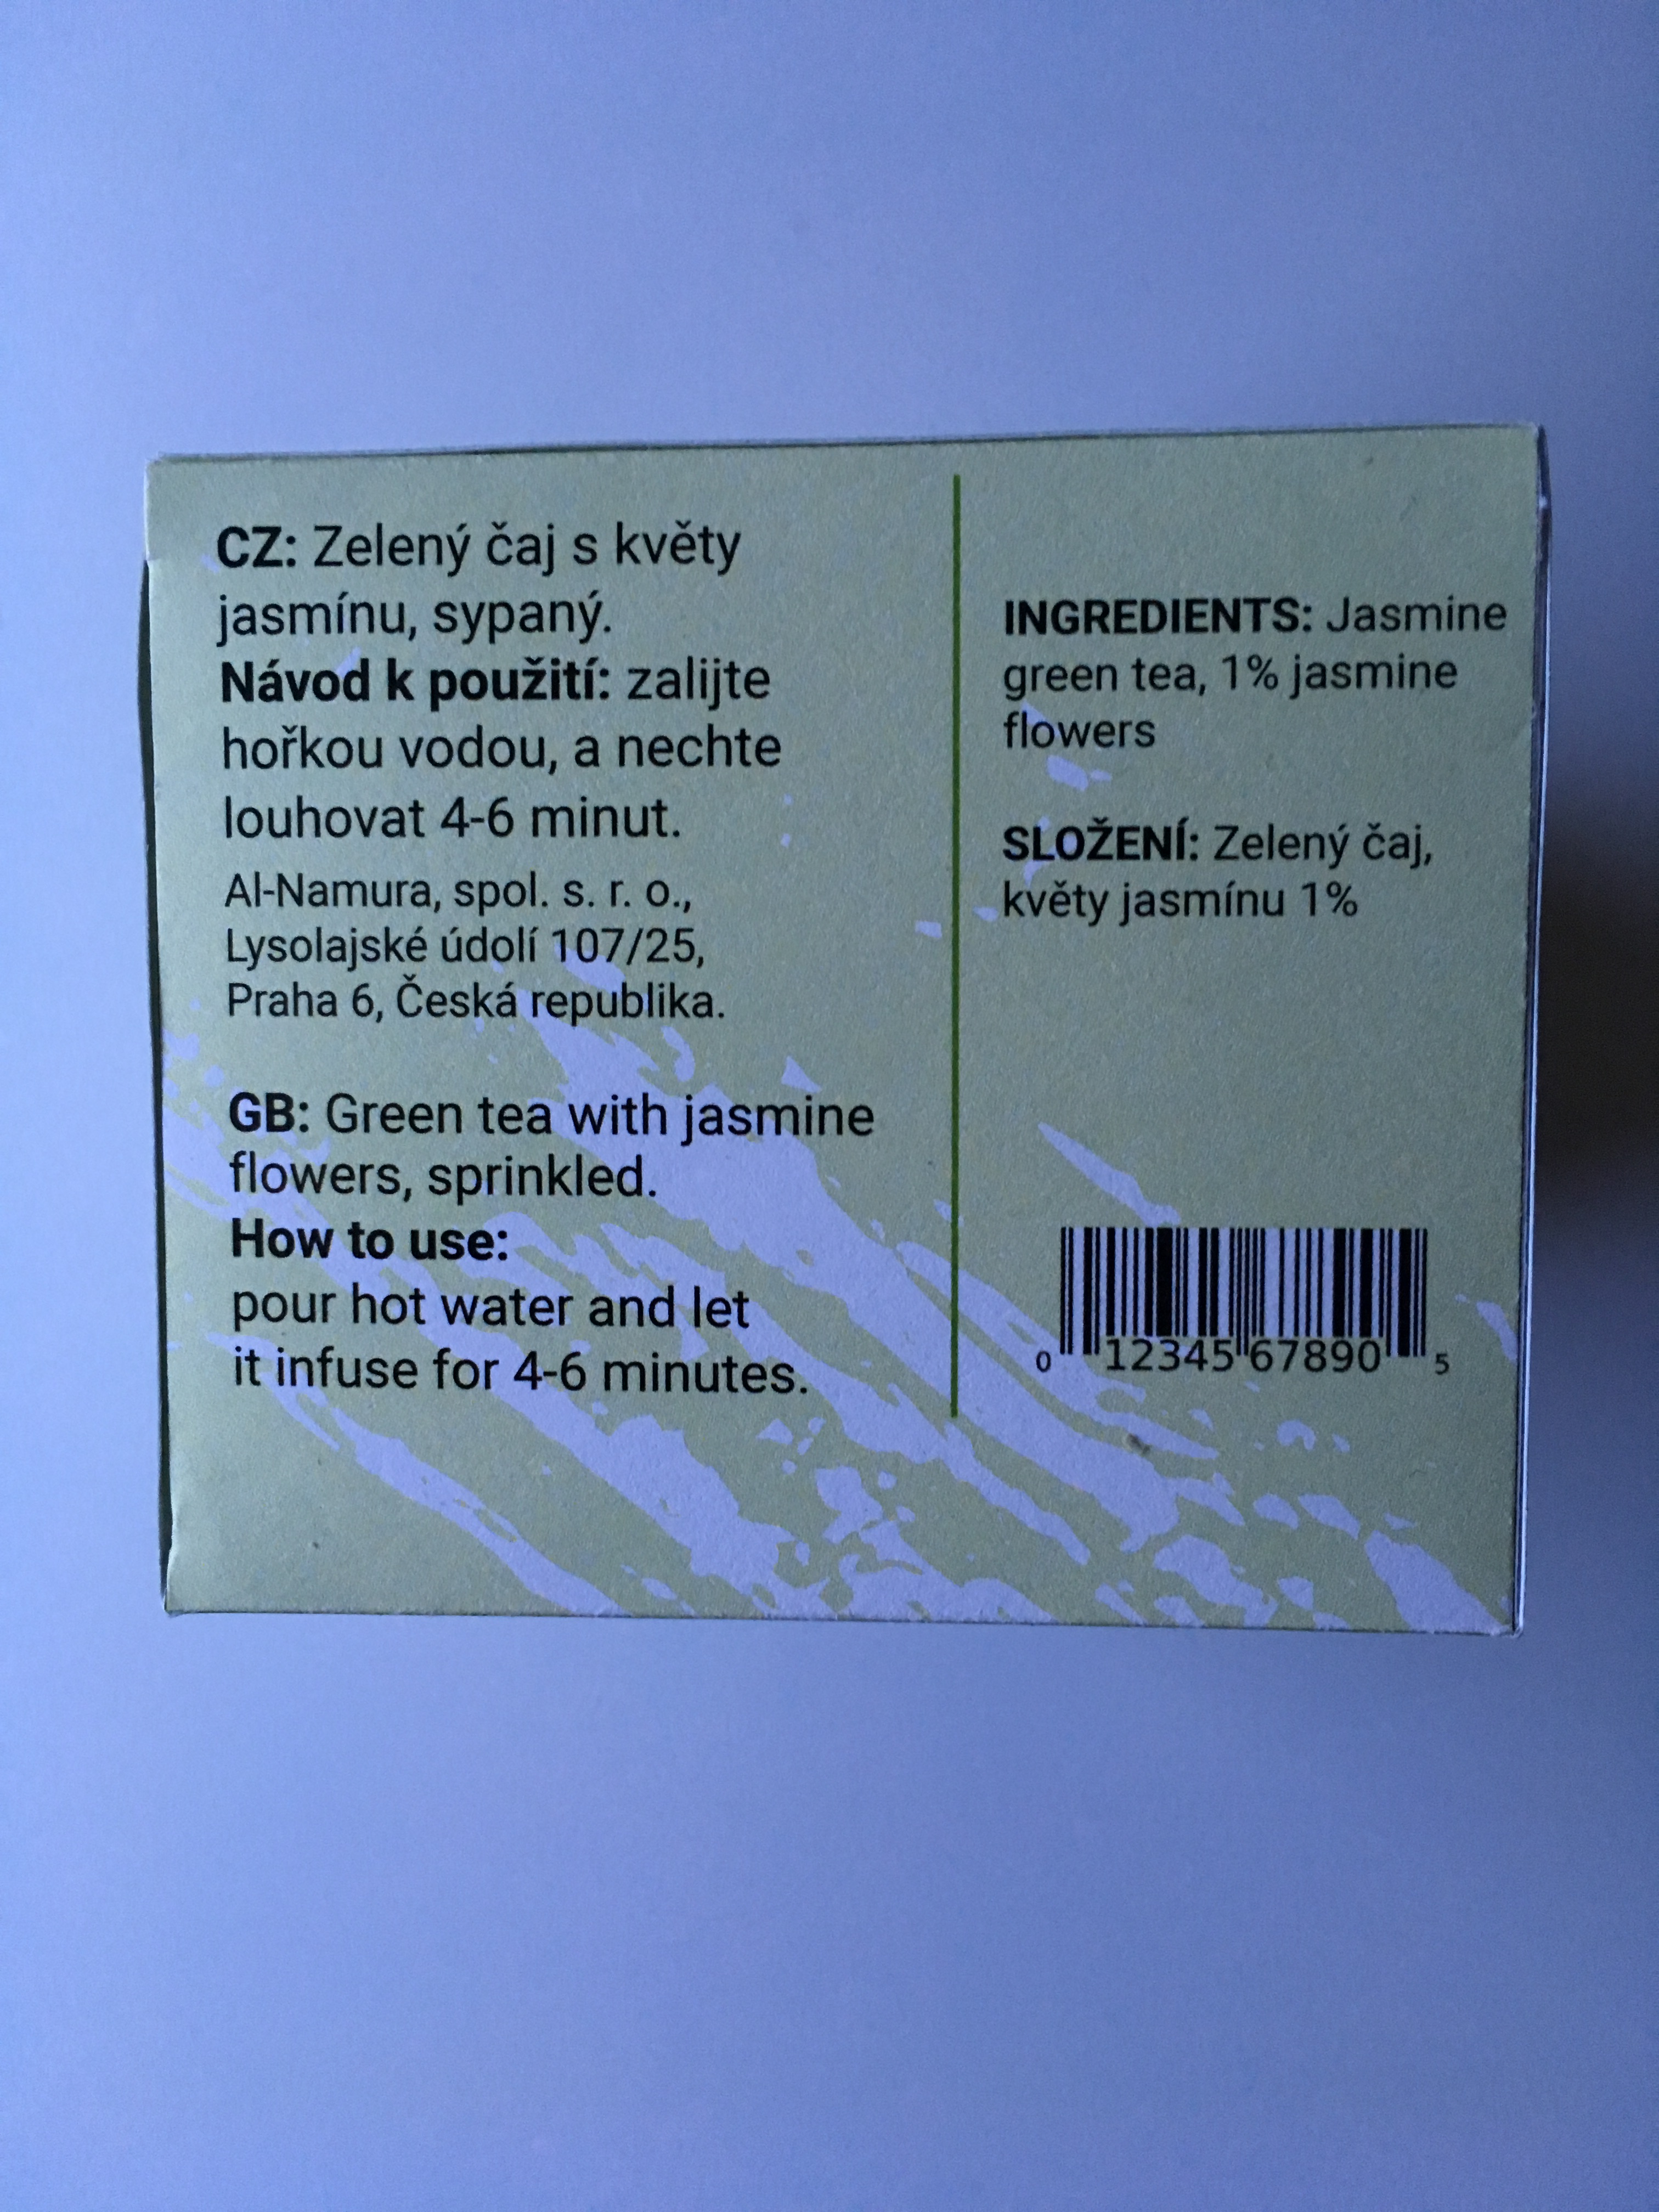 CZ: Zelený čaj s květy
jasmínu, sypaný.
Návod k použití: zalijte
hořkou vodou, a nechte
louhovat 4-6 minut.
Al-Namura, spol. s. r. o.,
Lysolajské údolí 107/25,
Praha 6, Česká republika.
GB: Green tea with jasmine
flowers, sprinkled.
How to use:
pour hot water and let
it infuse for 4-6 minutes.
INGREDIENTS: Jasmine
green tea, 1% jasmine
flowers
SLOŽENÍ: Zelený čaj,
květy jasmínu 1%
0 12345 67890 5